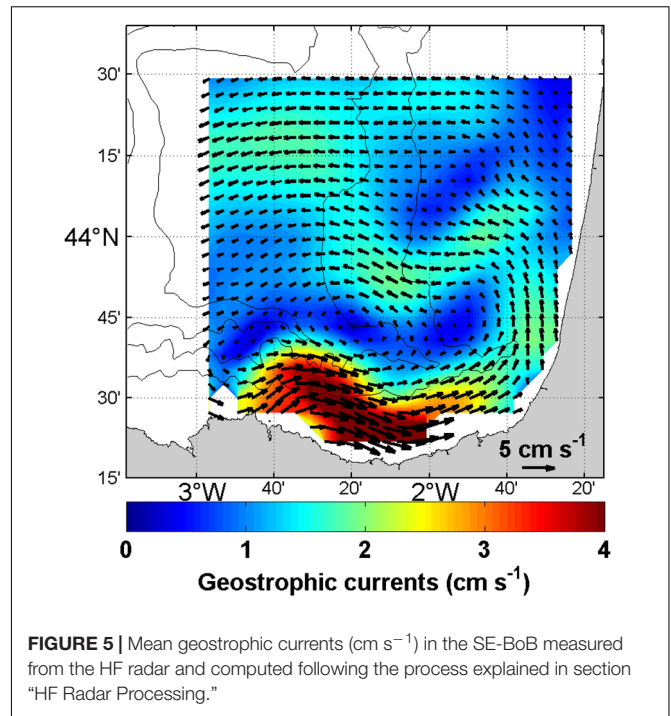 30'
15'
44°N
45'
30'
15'
5 cm s⁻¹
3°W 40' 20' 2°W 40' 20'
0 1 2 3 4
Geostrophic currents (cm s⁻¹)
FIGURE 5 | Mean geostrophic currents (cm s⁻¹) in the SE-BoB measured
from the HF radar and computed following the process explained in section
“HF Radar Processing.”